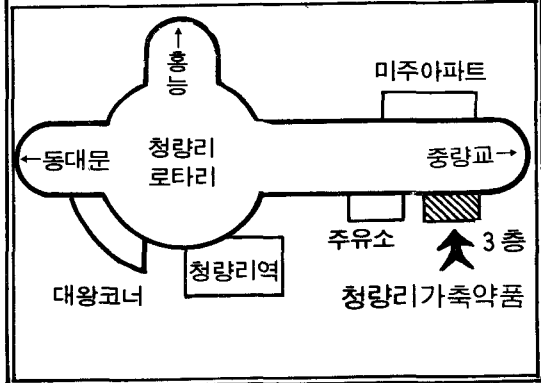 ↑
홍
능
미주아파트
←동대문
청량리
로타리
중량교→
주유소
3층
대왕코너
청량리역
청량리가축약품